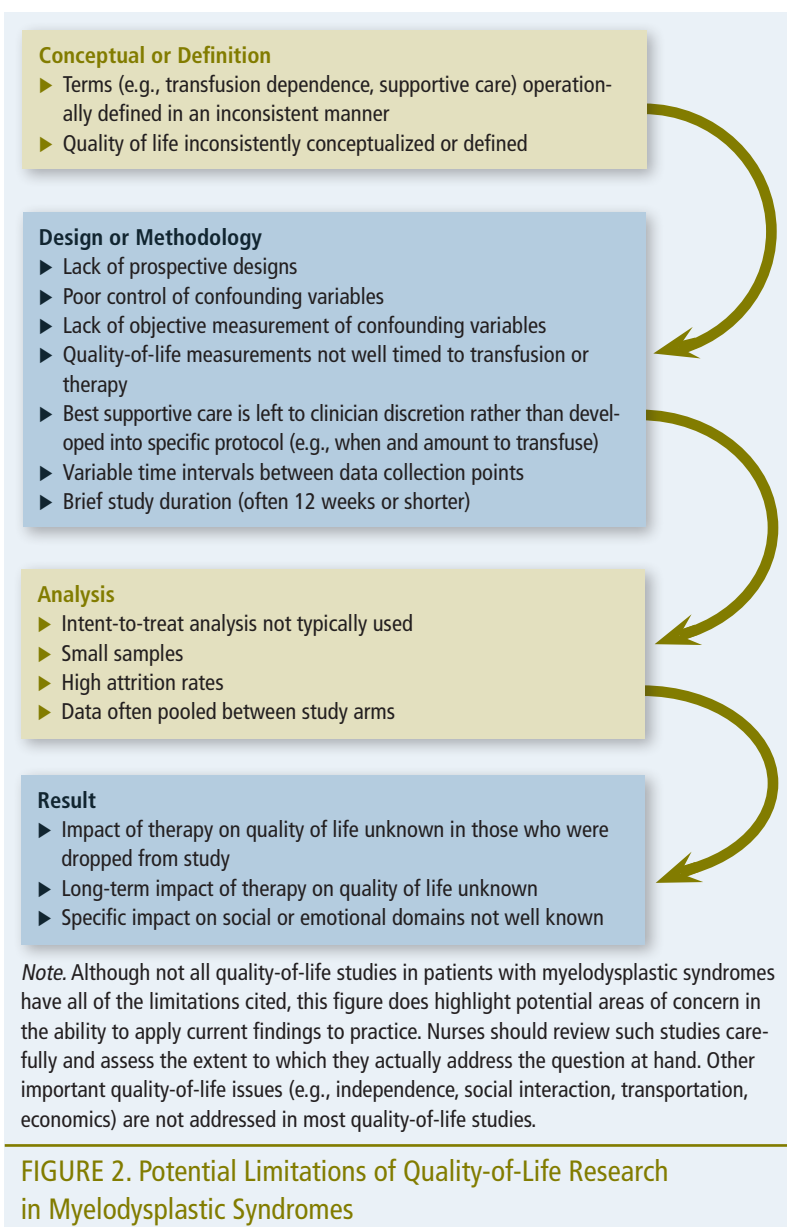 Conceptual or Definition
▶ Terms (e.g., transfusion dependence, supportive care) operation-
ally defined in an inconsistent manner
▶ Quality of life inconsistently conceptualized or defined
Design or Methodology
▶ Lack of prospective designs
▶ Poor control of confounding variables
▶ Lack of objective measurement of confounding variables
▶ Quality-of-life measurements not well timed to transfusion or
therapy
▶ Best supportive care is left to clinician discretion rather than devel-
oped into specific protocol (e.g., when and amount to transfuse)
▶ Variable time intervals between data collection points
▶ Brief study duration (often 12 weeks or shorter)
Analysis
▶ Intent-to-treat analysis not typically used
▶ Small samples
▶ High attrition rates
▶ Data often pooled between study arms
Result
▶ Impact of therapy on quality of life unknown in those who were
dropped from study
▶ Long-term impact of therapy on quality of life unknown
▶ Specific impact on social or emotional domains not well known
Note. Although not all quality-of-life studies in patients with myelodysplastic syndromes
have all of the limitations cited, this figure does highlight potential areas of concern in
the ability to apply current findings to practice. Nurses should review such studies care-
fully and assess the extent to which they actually address the question at hand. Other
important quality-of-life issues (e.g., independence, social interaction, transportation,
economics) are not addressed in most quality-of-life studies.
FIGURE 2. Potential Limitations of Quality-of-Life Research
in Myelodysplastic Syndromes